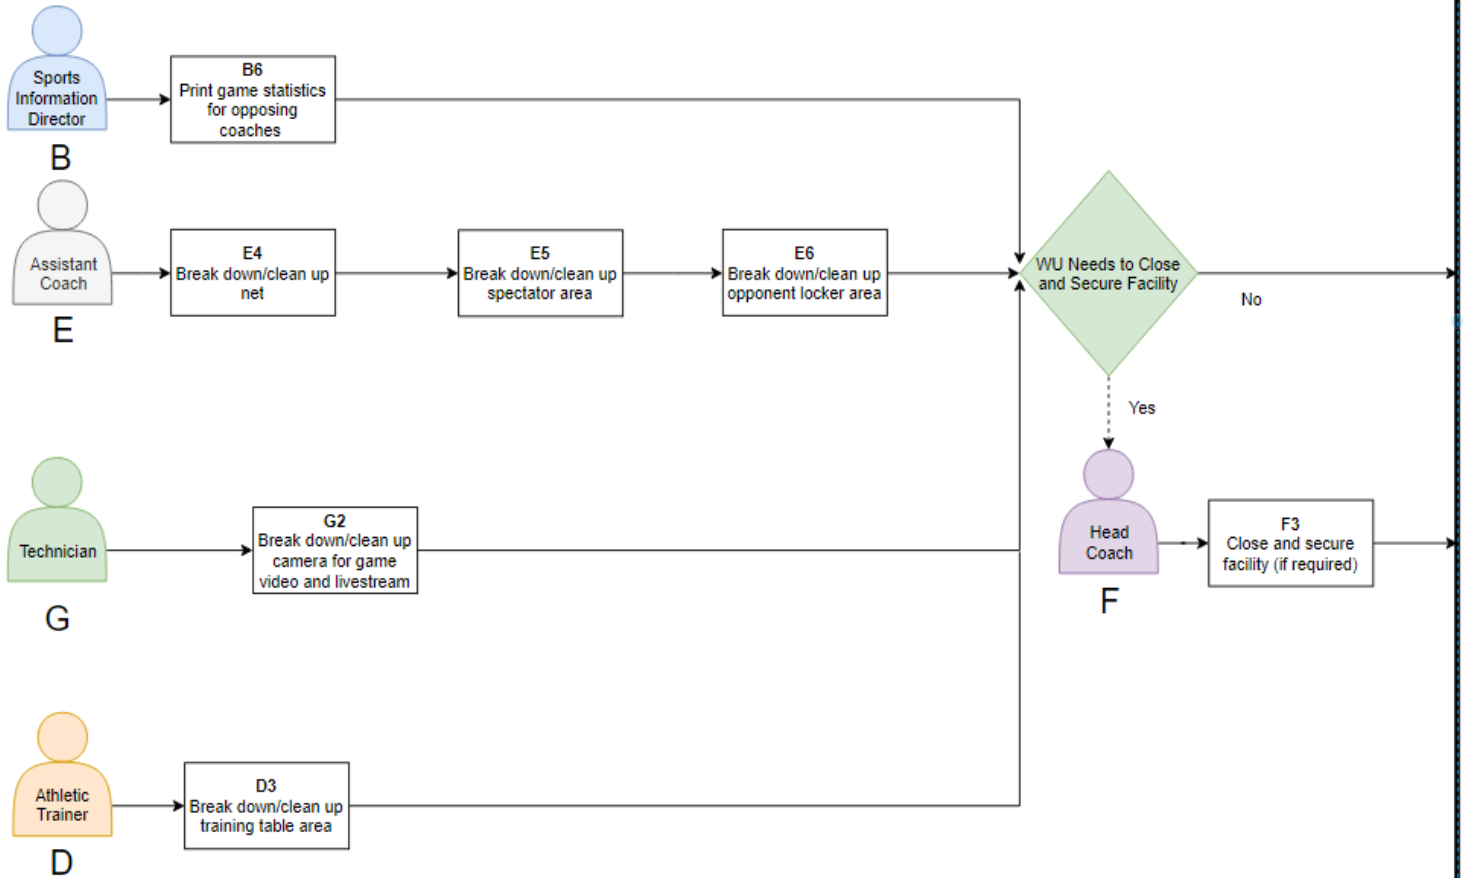 Sports
Information
Director
B
B6
Print game statistics
for opposing
coaches
Assistant
Coach
E
E4
Break down/clean up
net
E5
Break down/clean up
spectator area
E6
Break down/clean up
opponent locker area
WU Needs to Close
and Secure Facility
No
Yes
Technician
G
G2
Break down/clean up
camera for game
video and livestream
Head
Coach
F
F3
Close and secure
facility (if required)
Athletic
Trainer
D
D3
Break down/clean up
training table area